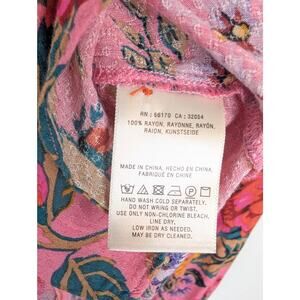 RN : 66170 CA : 32054
100% RAYON, RAYONNE, RAYÓN,
RAION, KUNSTSEIDE
MADE IN CHINA, HECHO EN CHINA,
FABRIQUÉ EN CHINE
HAND WASH COLD SEPARATELY.
DO NOT WRING OR TWIST.
USE ONLY NON-CHLORINE BLEACH,
LINE DRY.
LOW IRON AS NEEDED.
MAY BE DRY CLEANED.